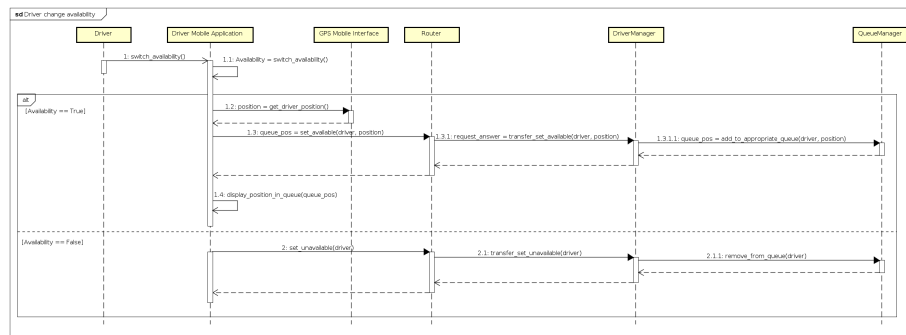 sd Driver change availability
Driver
Driver Mobile Application
GPS Mobile Interface
Router
DriverManager
QueueManager
1: switch_availability()
1.1: Availability = switch_availability()
alt
[Availability == True]
1.2: position = get_driver_position()
1.3: queue_pos = set_available(driver, position)
1.3.1: request_answer = transfer_set_available(driver, position)
1.3.1.1: queue_pos = add_to_appropriate_queue(driver, position)
1.4: display_position_in_queue(queue_pos)
[Availability == False]
2: set_unavailable(driver)
2.1: transfer_set_unavailable(driver)
2.1.1: remove_from_queue(driver)